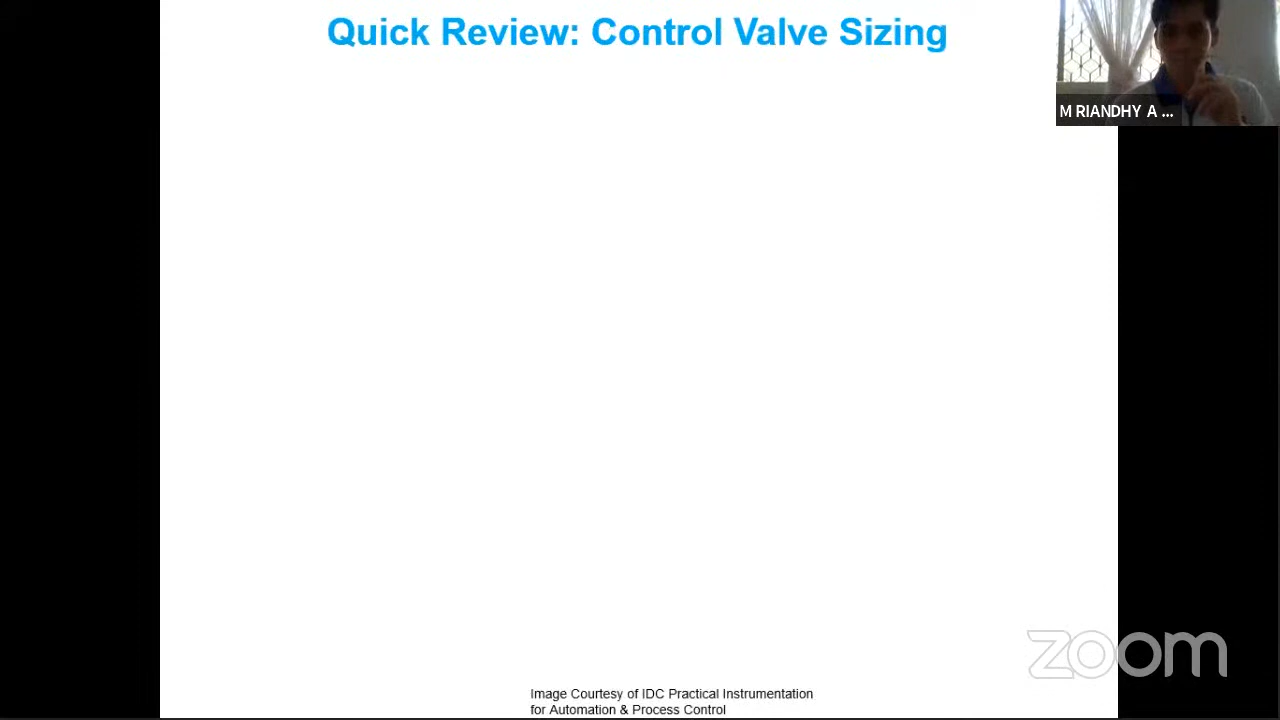 Quick Review: Control Valve Sizing
M RIANDHY A ...
zoom
Image Courtesy of IDC Practical Instrumentation
for Automation & Process Control